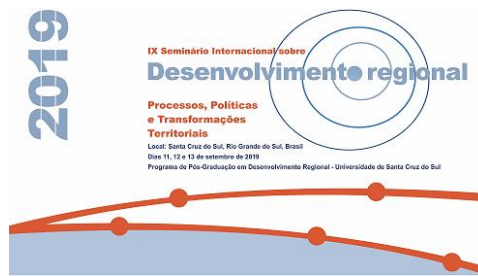 2019
IX Seminário Internacional sobre
Desenvolvimento regional
Processos, Políticas
e Transformações
Territoriais
Local: Santa Cruz do Sul, Rio Grande do Sul, Brasil
Dias 11, 12 e 13 de setembro de 2019
Programa de Pós-Graduação em Desenvolvimento Regional - Universidade de Santa Cruz do Sul